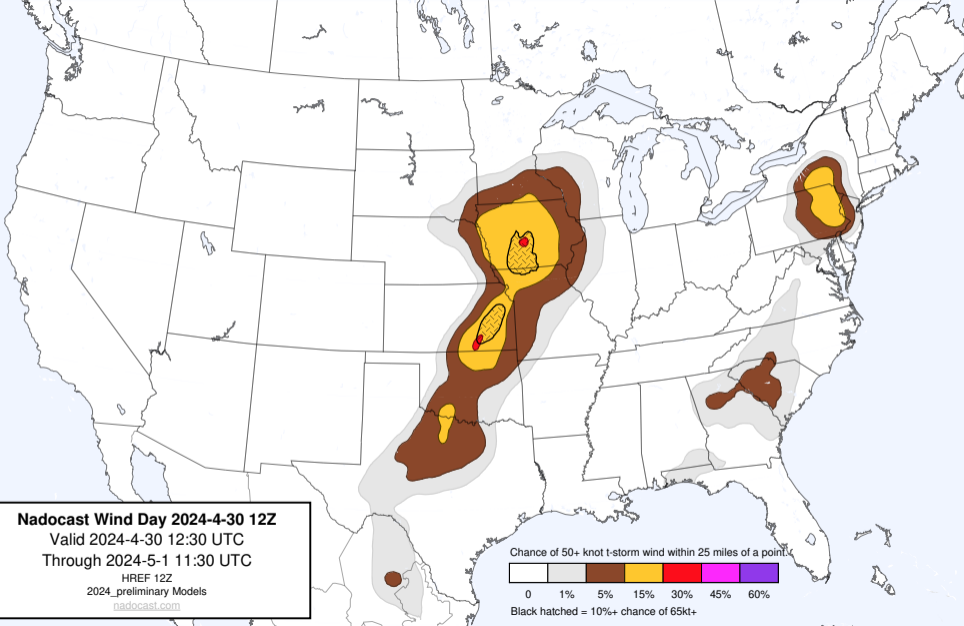 Nadocast Wind Day 2024-4-30 12Z
Valid 2024-4-30 12:30 UTC
Through 2024-5-1 11:30 UTC
HREF 12Z
2024_preliminary Models
nadocast.com
Chance of 50+ knot t-storm wind within 25 miles of a point.
0 1% 5% 15% 30% 45% 60%
Black hatched = 10%+ chance of 65kt+